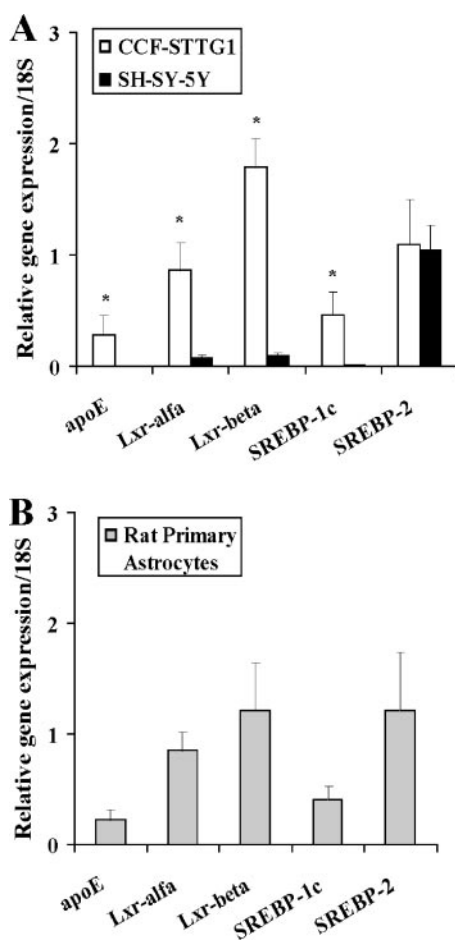 A
3
CCF-STTG1
SH-SY-5Y
Relative gene expression/18S
2
*
*
1
*
*
0
apoE
Lxr-alfa
Lxr-beta
SREBP-1c
SREBP-2
B
3
Rat Primary
Astrocytes
Relative gene expression/18S
2
1
0
apoE
Lxr-alfa
Lxr-beta
SREBP-1c
SREBP-2